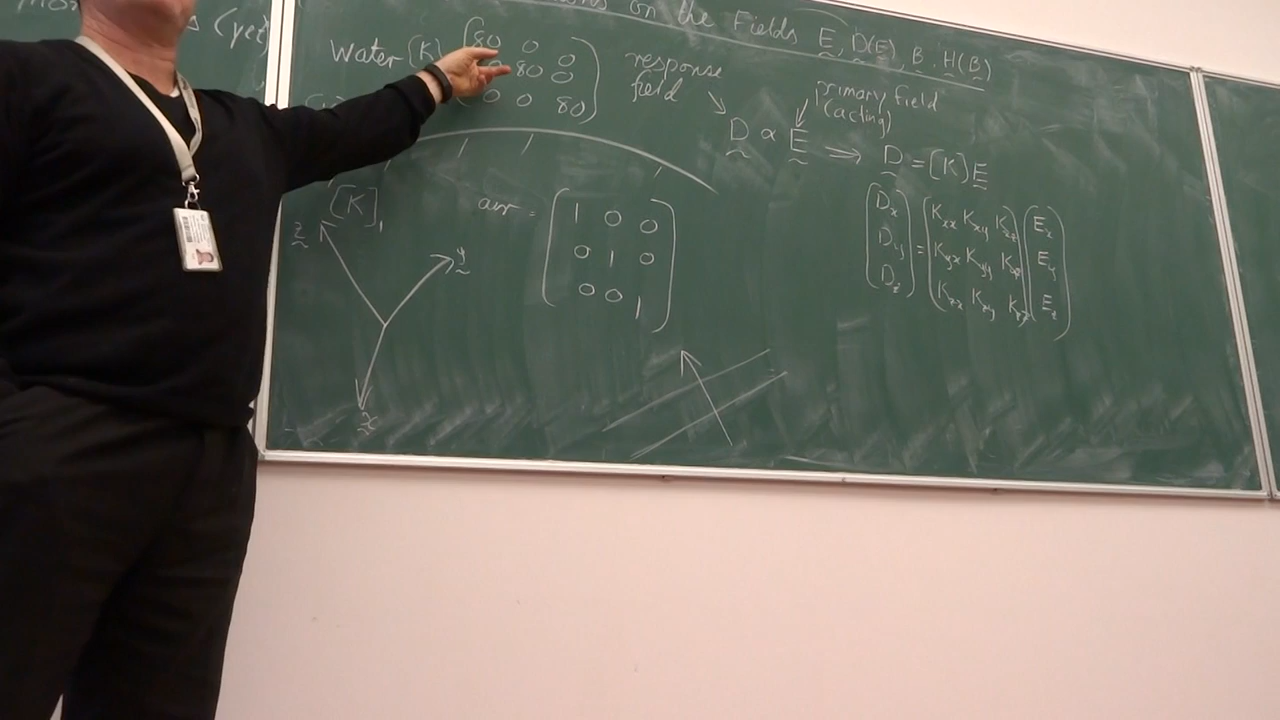 (yet)
on the Fields E, D(E), B, H(B)
Water [K] (80 0 0
0 80 0
0 0 80)
response
field
primary field
(acting)
D ∝ E ⇒ D = [K] E
[K]₁
air = (1 0 0
0 1 0
0 0 1)
z
y
x
(Dx Dy Dz) = (Kxx Kxy Kxz
Kyx Kyy Kyz
Kzx Kzy Kzz) (Ex Ey Ez)